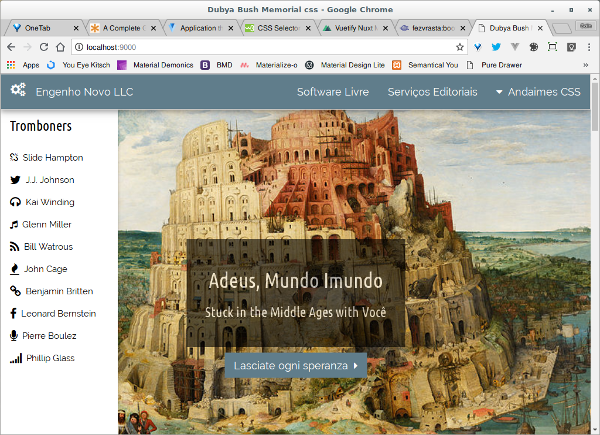 Dubya Bush Memorial css - Google Chrome
OneTab
A Complete G
Application th
CSS Selector
Vuetify Nuxt M
fezvrasta:boo
Dubya Bush M
localhost:9000
Apps
You Eye Kitsch
Material Demonics
BMD
Materialize-o
Material Design Lite
Semantical You
Pure Drawer
»
Engenho Novo LLC
Software Livre
Serviços Editoriais
Andaimes CSS
Tromboners
Slide Hampton
J.J. Johnson
Kai Winding
Glenn Miller
Bill Watrous
John Cage
Benjamin Britten
Leonard Bernstein
Pierre Boulez
Phillip Glass
Adeus, Mundo Imundo
Stuck in the Middle Ages with Você
Lasciate ogni speranza